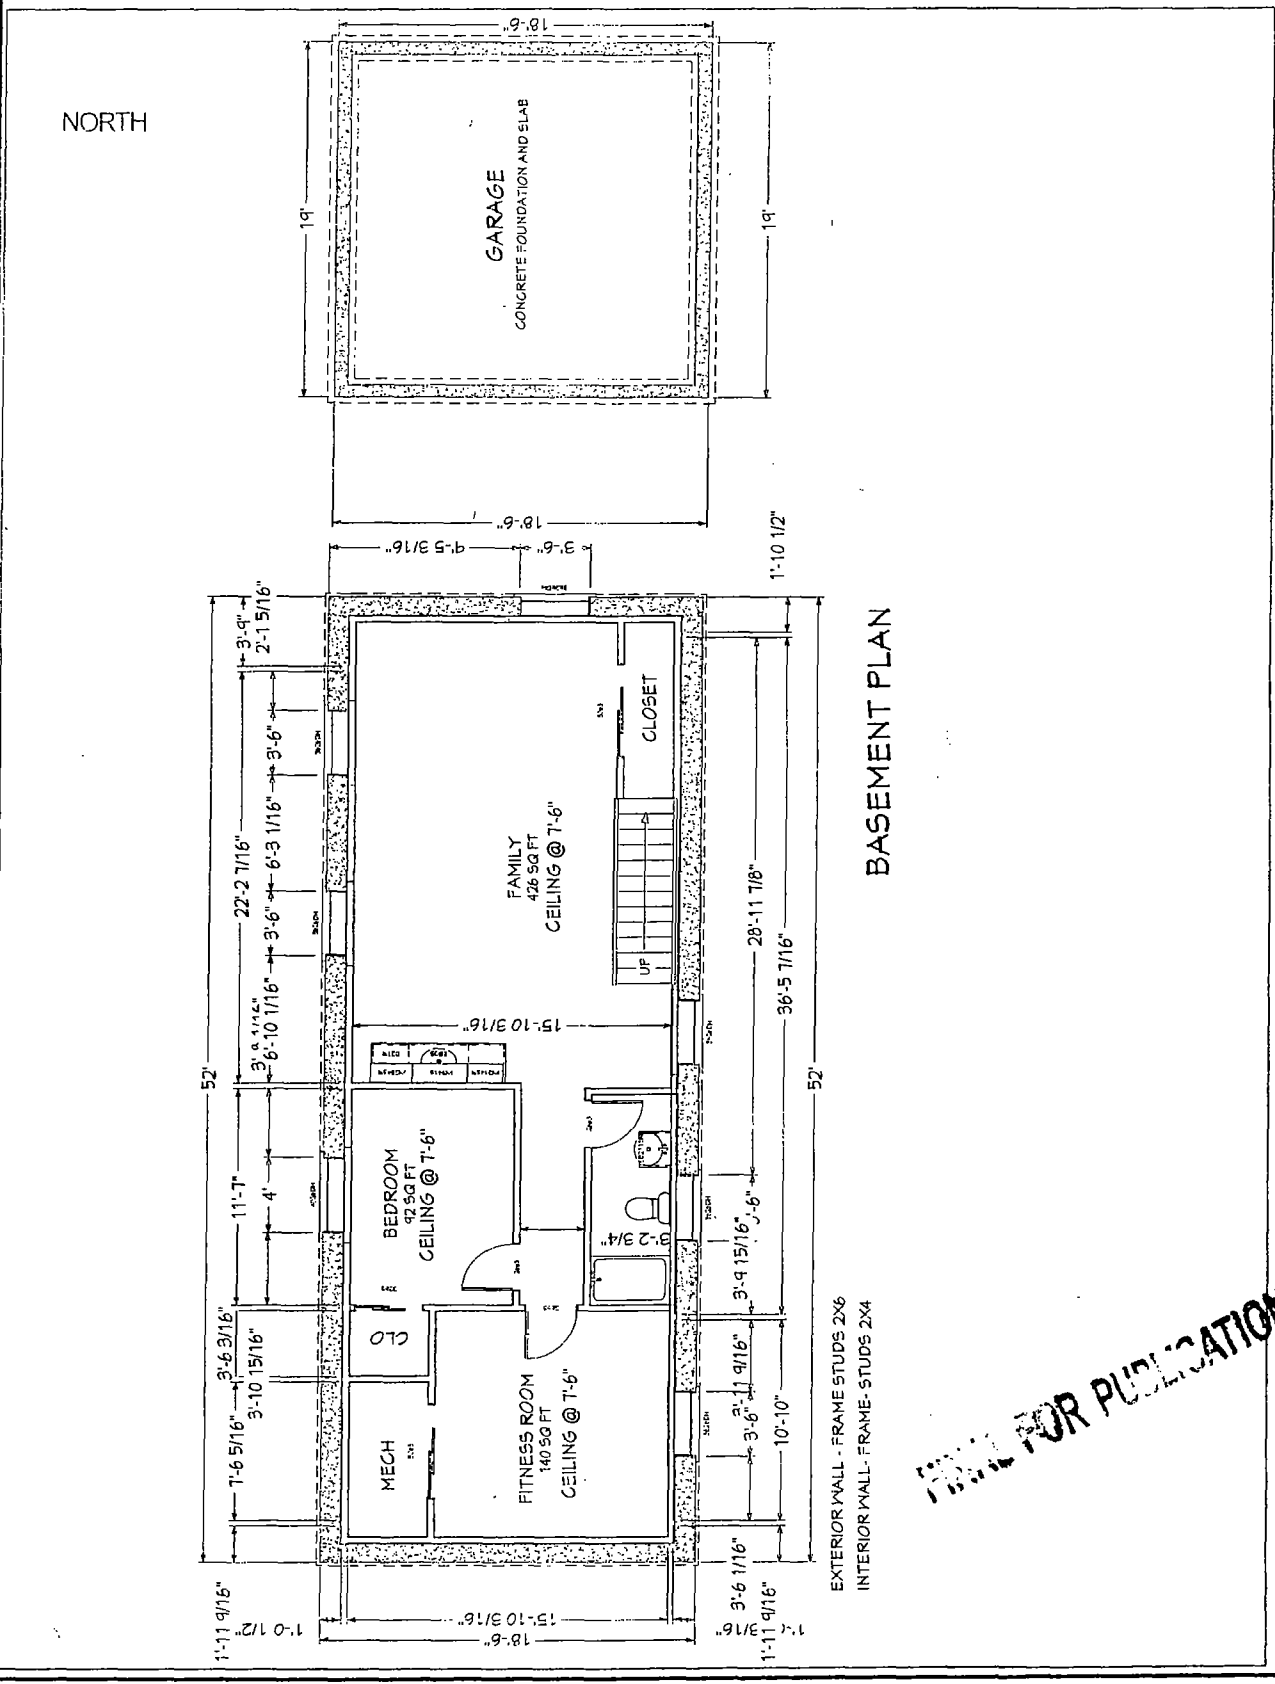 NORTH
18'-6"
19'
GARAGE
CONCRETE FOUNDATION AND SLAB
19'
18'-6"
9'-5 3/16"
3'-6"
1'-10 1/2"
3'-9"
2'-1 5/16"
52'
22'-2 7/16"
3'-6"
6'-3 1/16"
3'-6"
6'-10 1/16"
11'-7"
4'
3'-6 3/16"
3'-10 15/16"
7'-6 5/16"
1'-11 9/16"
CLOSET
FAMILY
426 SQ FT
CEILING @ 7'-6"
UP
15'-10 3/16"
BEDROOM
92 SQ FT
CEILING @ 7'-6"
3'-2 3/4"
CLO
MECH
FITNESS ROOM
140 SQ FT
CEILING @ 7'-6"
28'-11 7/8"
36'-5 7/16"
52'
3'-9 15/16"
3'-6"
10'-10"
3'-6 1/16"
1'-11 9/16"
1'-0 1/2"
15'-10 3/16"
18'-6"
BASEMENT PLAN
EXTERIOR WALL - FRAME STUDS 2X6
INTERIOR WALL- FRAME- STUDS 2X4
FINAL FOR PUBLICATION